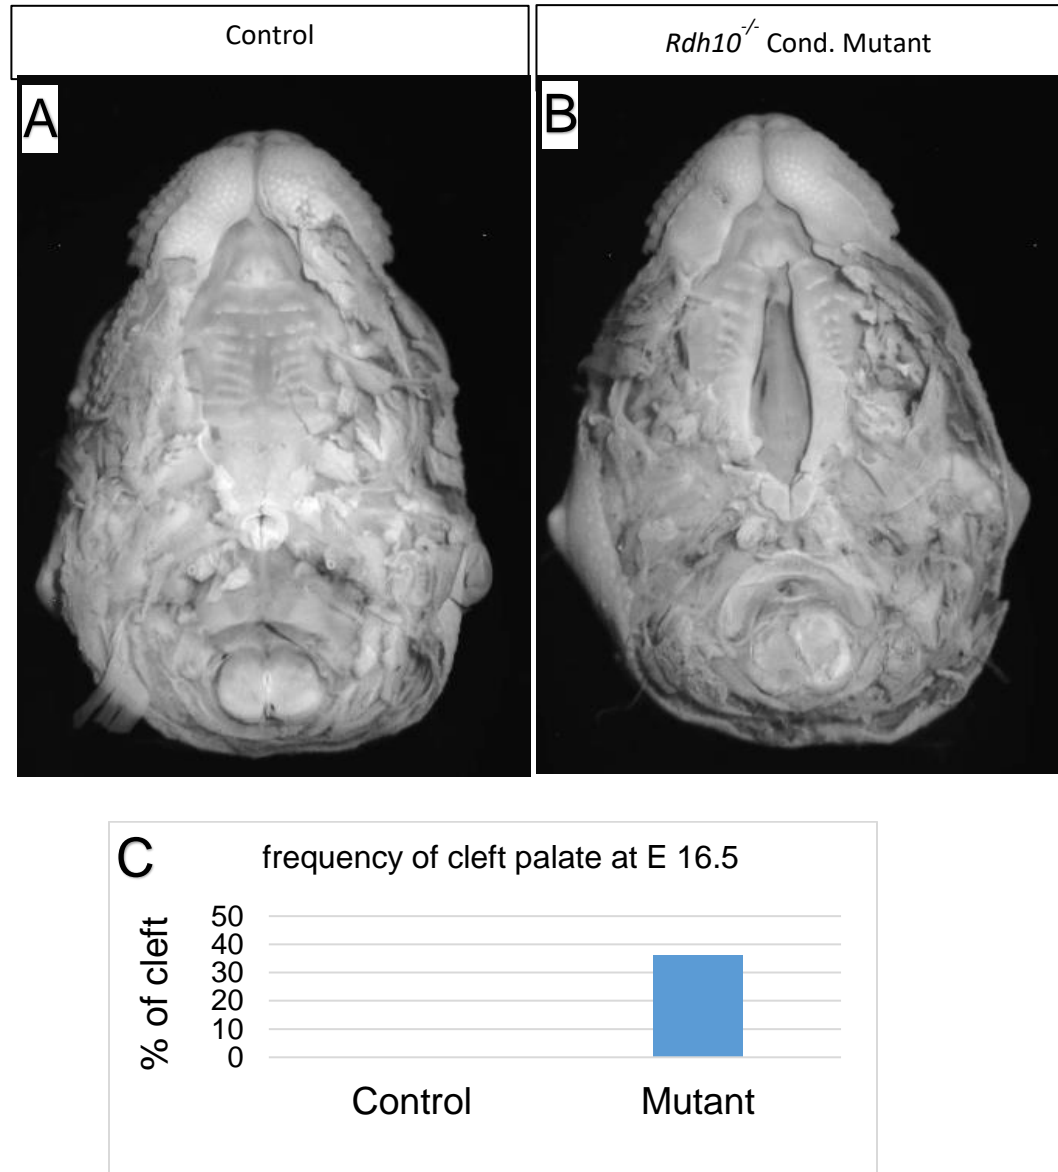 Control
Rdh10-/- Cond. Mutant
A
B
C
frequency of cleft palate at E 16.5
% of cleft
50
40
30
20
10
0
Control
Mutant